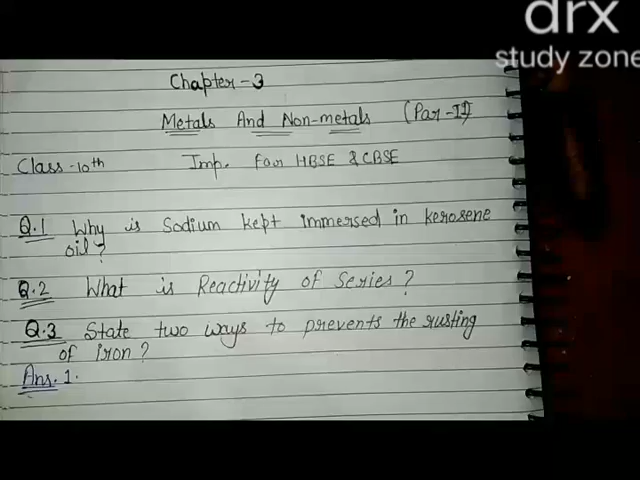 drx
study zone
Chapter-3
Metals And Non-metals (Par-II)
Class-10th Imp. For HBSE & CBSE
Q.1 Why is Sodium kept immersed in kerosene
oil?
Q.2 What is Reactivity of Series?
Q.3 State two ways to prevents the rusting
of iron?
Ans. 1.